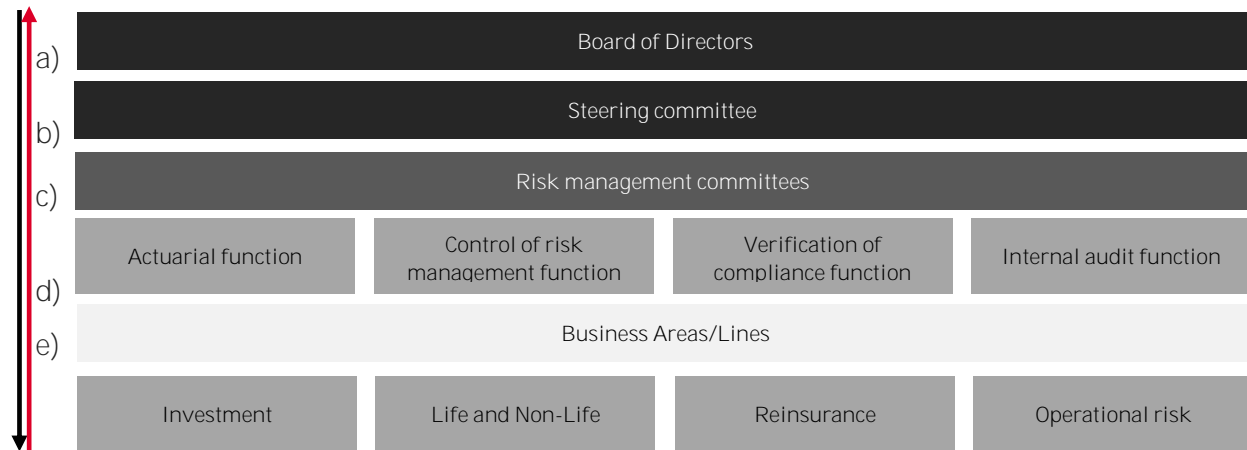 a)
Board of Directors
b)
Steering committee
c)
Risk management committees
Actuarial function
Control of risk
management function
Verification of
compliance function
Internal audit function
d)
e)
Business Areas/Lines
Investment
Life and Non-Life
Reinsurance
Operational risk